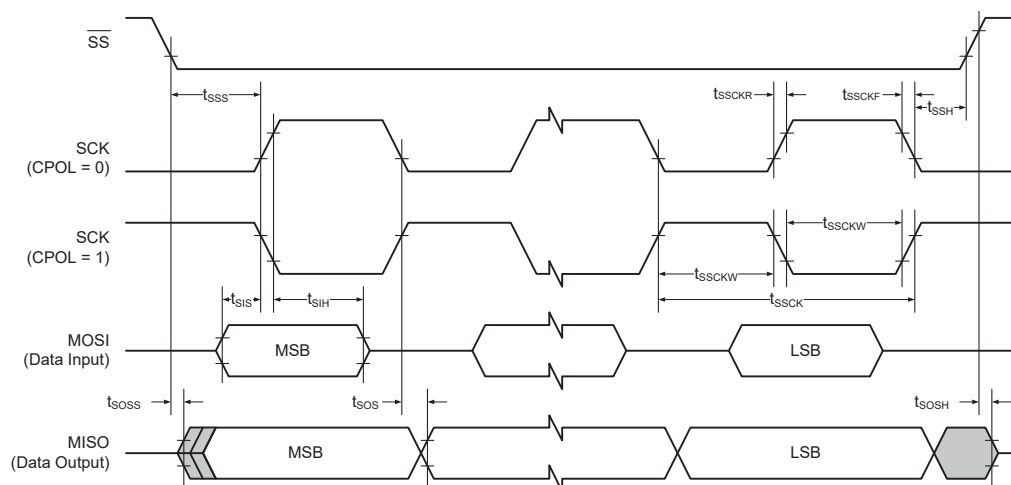 SS
tSSS
tSSCKR
tSSCKF
tSSH
SCK
(CPOL = 0)
SCK
(CPOL = 1)
tSSCKW
tSSCKW
tSSCK
tSIS
tSIH
MOSI
(Data Input)
MSB
LSB
tSOSS
tSOS
tSOSH
MISO
(Data Output)
MSB
LSB